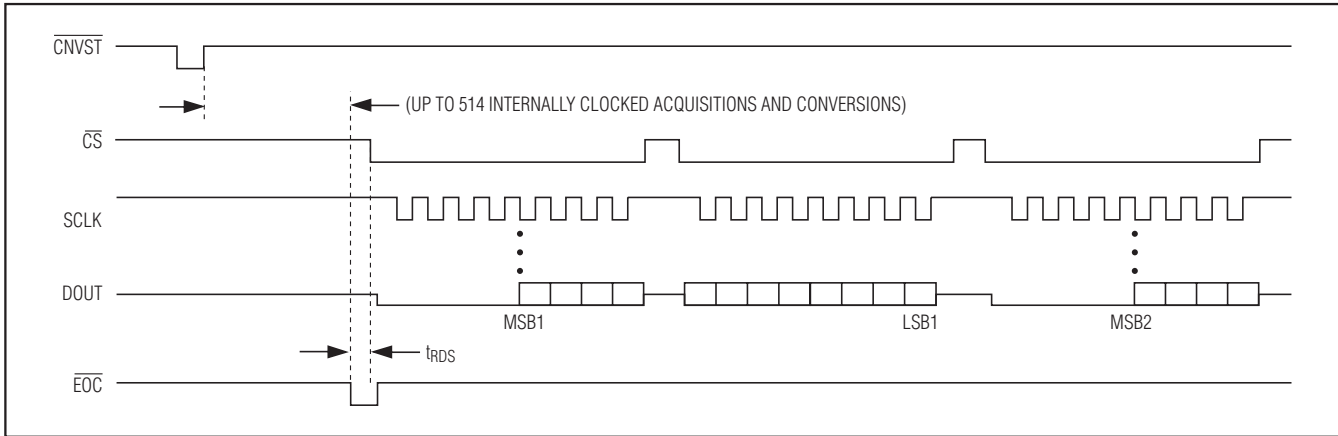 CNVST
(UP TO 514 INTERNALLY CLOCKED ACQUISITIONS AND CONVERSIONS)
CS
SCLK
DOUT
MSB1 LSB1 MSB2
tRDS
EOC